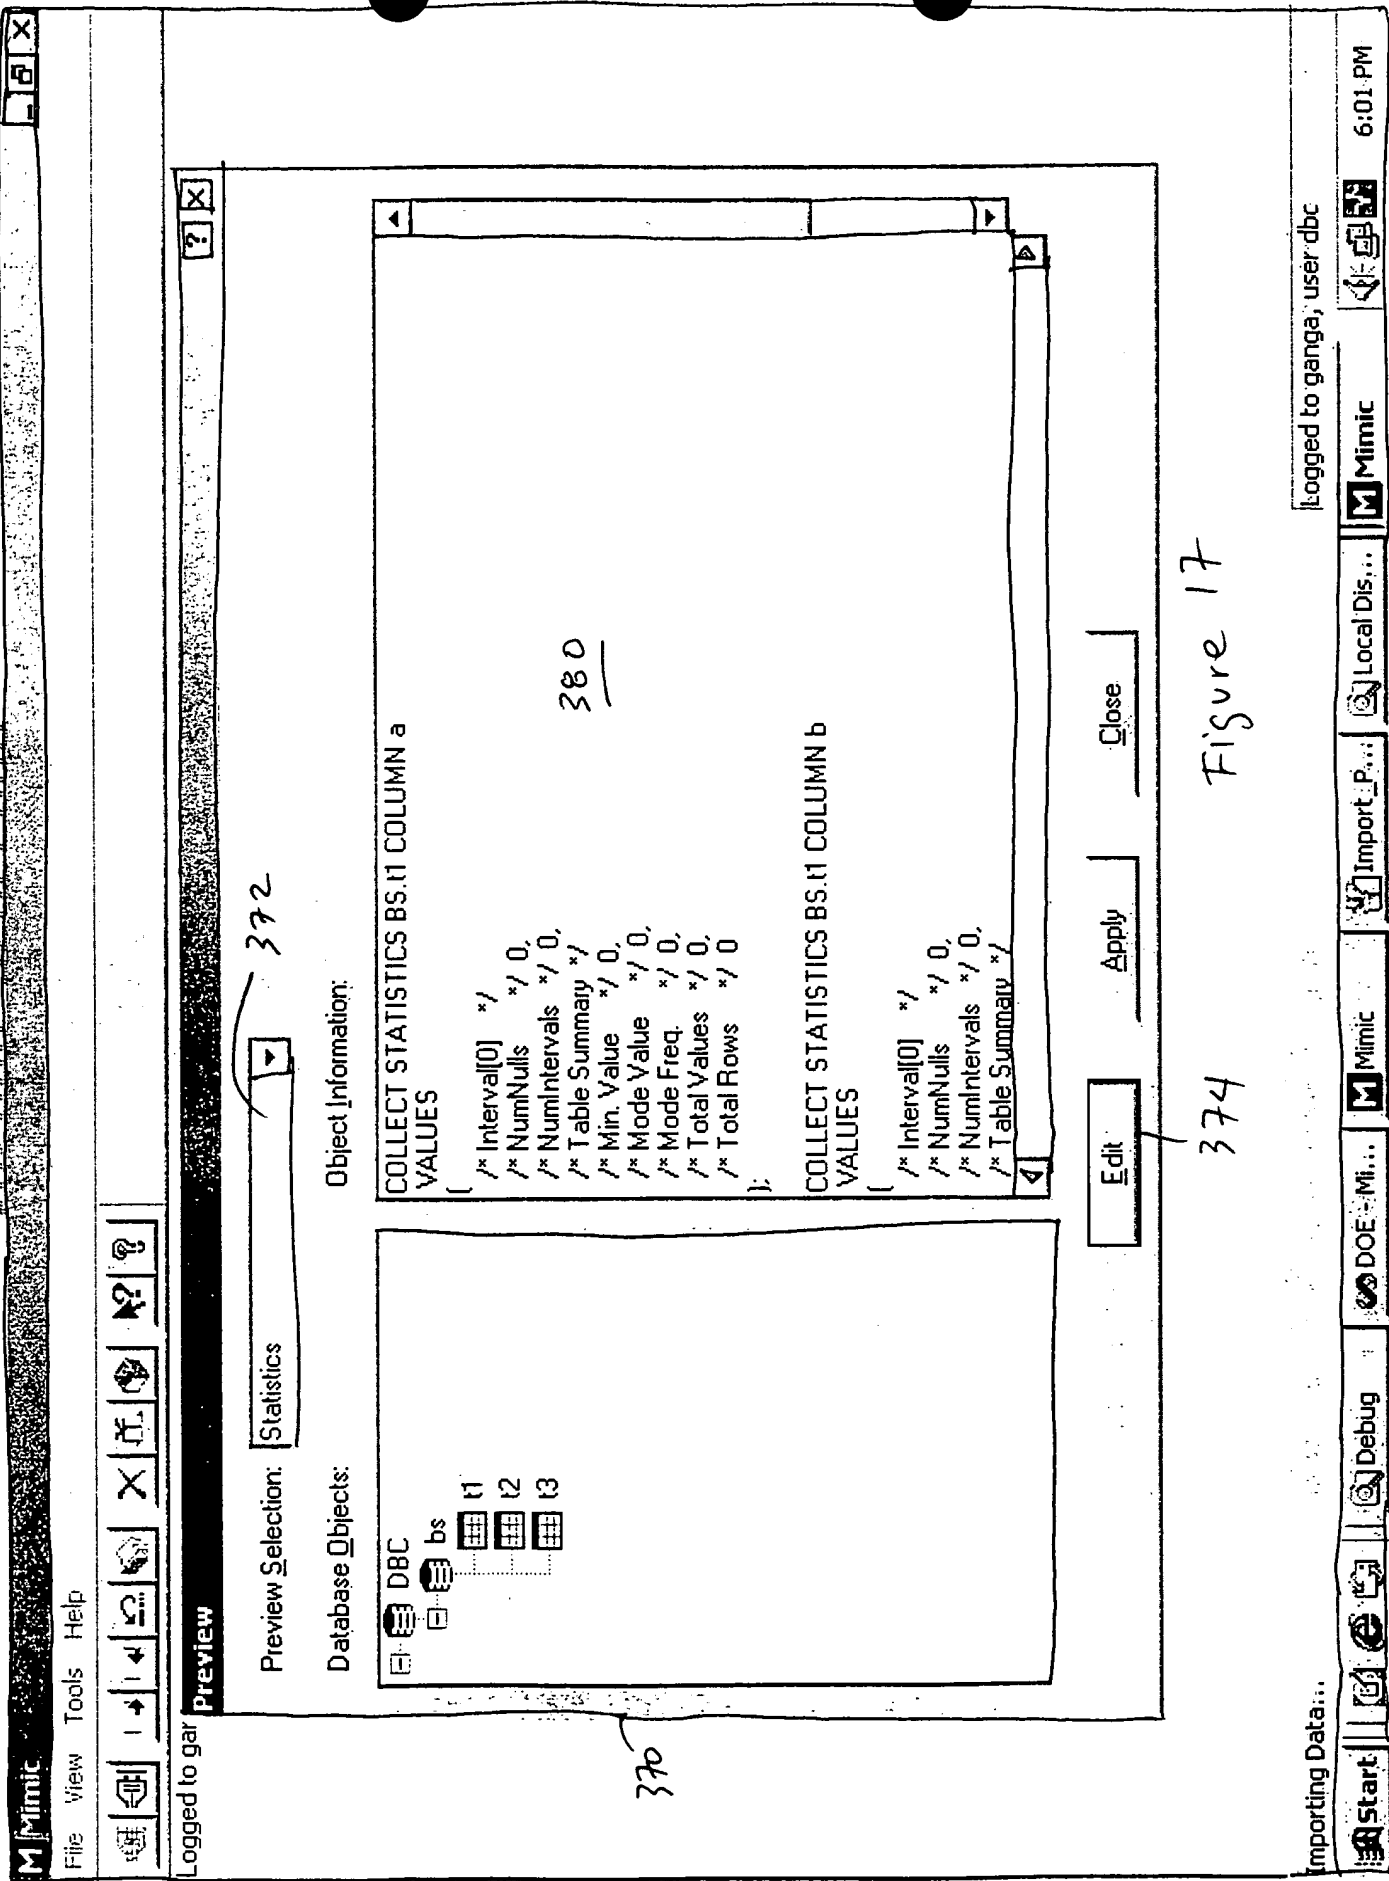 M Mimic
File View Tools Help
Logged to gar
Preview
Preview Selection: Statistics
372
Database Objects:
Object Information:
DBC
bs
t1
t2
t3
COLLECT STATISTICS BS.t1 COLUMN a
VALUES
(
/* Interval[0] */
/* NumNulls */ 0,
/* NumIntervals */ 0,
/* Table Summary */
/* Min. Value */ 0,
/* Mode Value */ 0,
/* Mode Freq. */ 0,
/* Total Values */ 0,
/* Total Rows */ 0
);
380
COLLECT STATISTICS BS.t1 COLUMN b
VALUES
(
/* Interval[0] */
/* NumNulls */ 0,
/* NumIntervals */ 0,
/* Table Summary */
370
Edit
Apply
Close
374
Figure 17
Importing Data...
Logged to ganga, user dbc
Start
Debug
DOE - Mi...
M Mimic
Import_P...
Local Dis...
M Mimic
6:01 PM